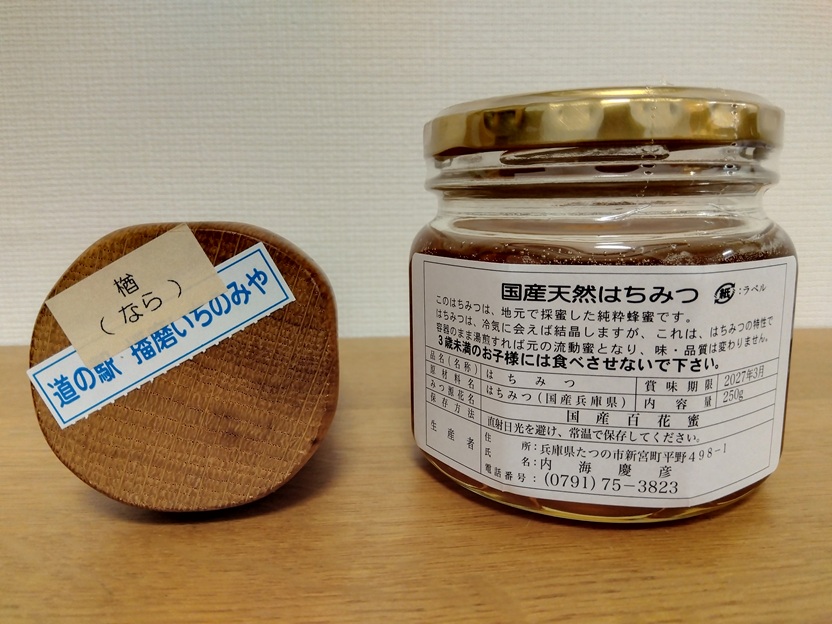 楢
(なら)
道の駅 播磨いちのみや
国産天然はちみつ 紙:ラベル
このはちみつは、地元で採蜜した純粋蜂蜜です。
はちみつは、冷気に会えば結晶しますが、これは、はちみつの特性で
容器のまま湯煎すれば元の流動蜜となり、味・品質は変わりません。
3歳未満のお子様には食べさせないで下さい。
品名(名称) はちみつ 賞味期限 2027年3月
原材料名 はちみつ(国産兵庫県) 内容量 250g
みつ源花名 国産百花蜜
保存方法 直射日光を避け、常温で保存してください。
生産者 住所:兵庫県たつの市新宮町平野498-1
氏名:内海慶彦
電話番号:(0791)75-3823